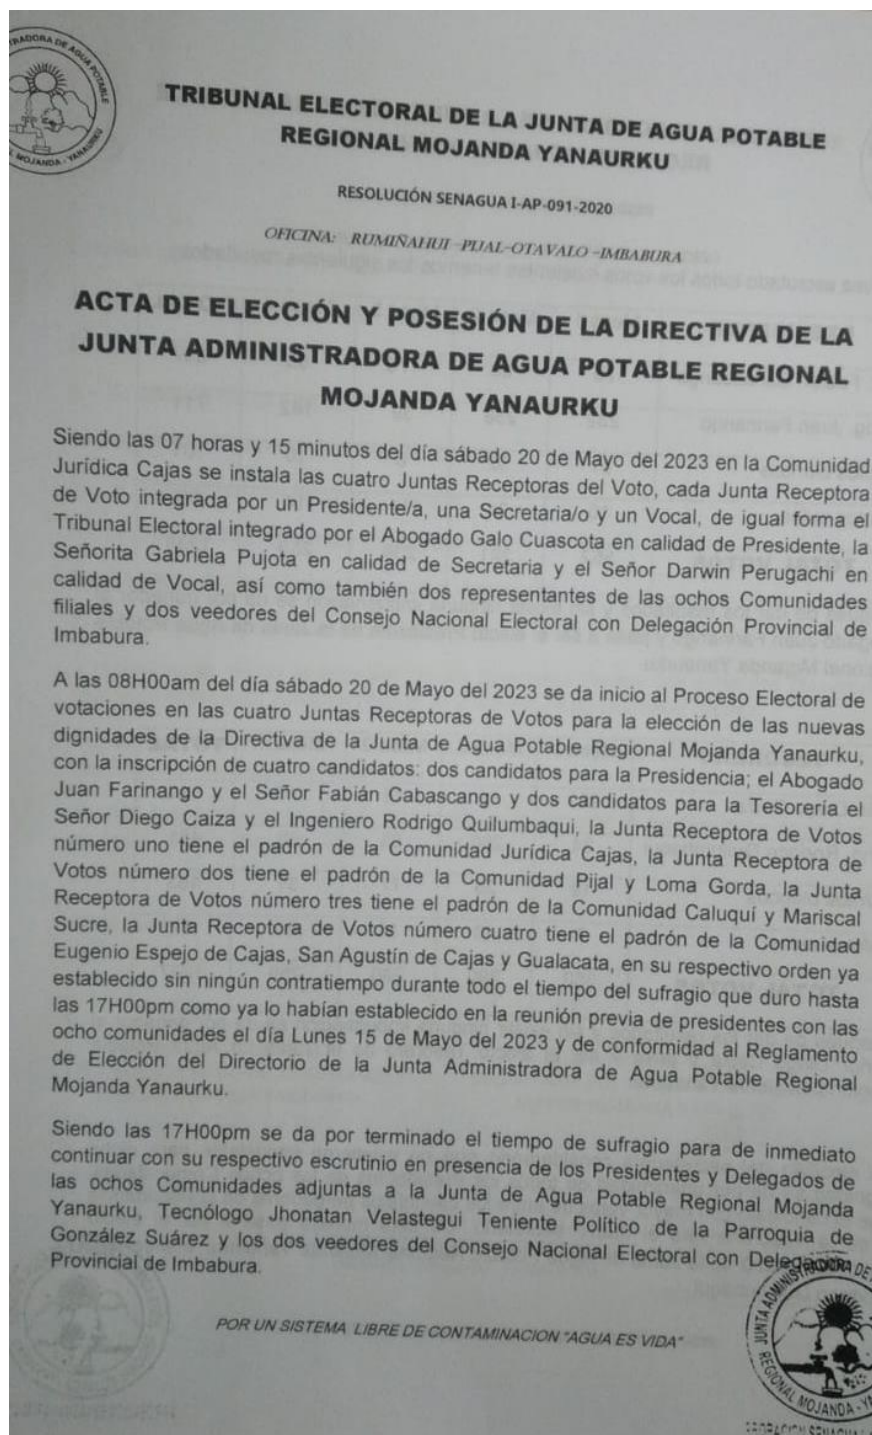 TRADORA DE AGUA POTABLE
L MOJANDA - YANAURKU
TRIBUNAL ELECTORAL DE LA JUNTA DE AGUA POTABLE
REGIONAL MOJANDA YANAURKU
RESOLUCIÓN SENAGUA I-AP-091-2020
OFICINA: RUMIÑAHUI -PIJAL-OTAVALO -IMBABURA
ACTA DE ELECCIÓN Y POSESIÓN DE LA DIRECTIVA DE LA
JUNTA ADMINISTRADORA DE AGUA POTABLE REGIONAL
MOJANDA YANAURKU
Siendo las 07 horas y 15 minutos del día sábado 20 de Mayo del 2023 en la Comunidad
Jurídica Cajas se instala las cuatro Juntas Receptoras del Voto, cada Junta Receptora
de Voto integrada por un Presidente/a, una Secretaria/o y un Vocal, de igual forma el
Tribunal Electoral integrado por el Abogado Galo Cuascota en calidad de Presidente, la
Señorita Gabriela Pujota en calidad de Secretaria y el Señor Darwin Perugachi en
calidad de Vocal, así como también dos representantes de las ochos Comunidades
filiales y dos veedores del Consejo Nacional Electoral con Delegación Provincial de
Imbabura.
A las 08H00am del día sábado 20 de Mayo del 2023 se da inicio al Proceso Electoral de
votaciones en las cuatro Juntas Receptoras de Votos para la elección de las nuevas
dignidades de la Directiva de la Junta de Agua Potable Regional Mojanda Yanaurku,
con la inscripción de cuatro candidatos: dos candidatos para la Presidencia; el Abogado
Juan Farinango y el Señor Fabián Cabascango y dos candidatos para la Tesorería el
Señor Diego Caiza y el Ingeniero Rodrigo Quilumbaqui, la Junta Receptora de Votos
número uno tiene el padrón de la Comunidad Jurídica Cajas, la Junta Receptora de
Votos número dos tiene el padrón de la Comunidad Pijal y Loma Gorda, la Junta
Receptora de Votos número tres tiene el padrón de la Comunidad Caluquí y Mariscal
Sucre, la Junta Receptora de Votos número cuatro tiene el padrón de la Comunidad
Eugenio Espejo de Cajas, San Agustín de Cajas y Gualacata, en su respectivo orden ya
establecido sin ningún contratiempo durante todo el tiempo del sufragio que duro hasta
las 17H00pm como ya lo habían establecido en la reunión previa de presidentes con las
ocho comunidades el día Lunes 15 de Mayo del 2023 y de conformidad al Reglamento
de Elección del Directorio de la Junta Administradora de Agua Potable Regional
Mojanda Yanaurku.
Siendo las 17H00pm se da por terminado el tiempo de sufragio para de inmediato
continuar con su respectivo escrutinio en presencia de los Presidentes y Delegados de
las ochos Comunidades adjuntas a la Junta de Agua Potable Regional Mojanda
Yanaurku, Tecnólogo Jhonatan Velastegui Teniente Político de la Parroquia de
González Suárez y los dos veedores del Consejo Nacional Electoral con Delegación
Provincial de Imbabura.
POR UN SISTEMA LIBRE DE CONTAMINACION "AGUA ES VIDA"
JUNTA ADMINISTRADORA DE
REGIONAL MOJANDA - YA